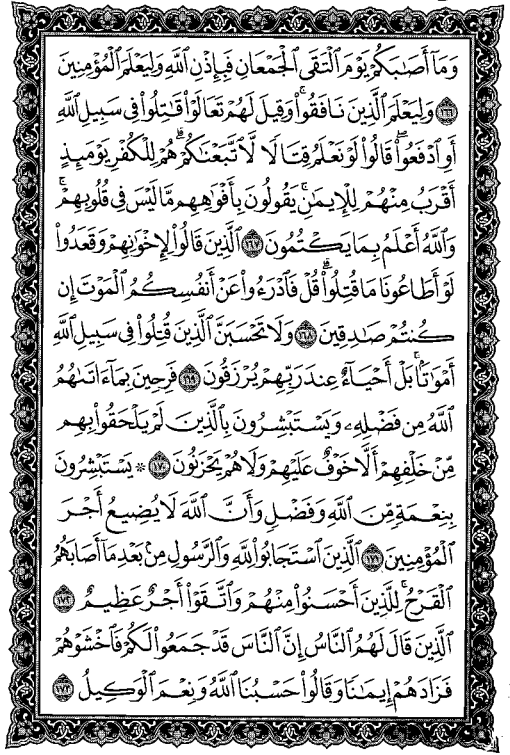 وَمَآ أَصَٰبَكُمْ يَوْمَ ٱلْتَقَى ٱلْجَمْعَانِ فَبِإِذْنِ ٱللَّهِ وَلِيَعْلَمَ ٱلْمُؤْمِنِينَ
﴿١٦٦﴾ وَلِيَعْلَمَ ٱلَّذِينَ نَافَقُوا۟ ۚ وَقِيلَ لَهُمْ تَعَالَوْا۟ قَٰتِلُوا۟ فِى سَبِيلِ ٱللَّهِ
أَوِ ٱدْفَعُوا۟ ۖ قَالُوا۟ لَوْ نَعْلَمُ قِتَالًا لَّٱتَّبَعْنَٰكُمْ ۗ هُمْ لِلْكُفْرِ يَوْمَئِذٍ
أَقْرَبُ مِنْهُمْ لِلْإِيمَٰنِ ۚ يَقُولُونَ بِأَفْوَٰهِهِم مَّا لَيْسَ فِى قُلُوبِهِمْ ۗ
وَٱللَّهُ أَعْلَمُ بِمَا يَكْتُمُونَ ﴿١٦٧﴾ ٱلَّذِينَ قَالُوا۟ لِإِخْوَٰنِهِمْ وَقَعَدُوا۟
لَوْ أَطَاعُونَا مَا قُتِلُوا۟ ۗ قُلْ فَٱدْرَءُوا۟ عَنْ أَنفُسِكُمُ ٱلْمَوْتَ إِن
كُنتُمْ صَٰدِقِينَ ﴿١٦٨﴾ وَلَا تَحْسَبَنَّ ٱلَّذِينَ قُتِلُوا۟ فِى سَبِيلِ ٱللَّهِ
أَمْوَٰتًۢا ۚ بَلْ أَحْيَآءٌ عِندَ رَبِّهِمْ يُرْزَقُونَ ﴿١٦٩﴾ فَرِحِينَ بِمَآ ءَاتَىٰهُمُ
ٱللَّهُ مِن فَضْلِهِۦ وَيَسْتَبْشِرُونَ بِٱلَّذِينَ لَمْ يَلْحَقُوا۟ بِهِم
مِّنْ خَلْفِهِمْ أَلَّا خَوْفٌ عَلَيْهِمْ وَلَا هُمْ يَحْزَنُونَ ﴿١٧٠﴾ * يَسْتَبْشِرُونَ
بِنِعْمَةٍ مِّنَ ٱللَّهِ وَفَضْلٍ وَأَنَّ ٱللَّهَ لَا يُضِيعُ أَجْرَ
ٱلْمُؤْمِنِينَ ﴿١٧١﴾ ٱلَّذِينَ ٱسْتَجَابُوا۟ لِلَّهِ وَٱلرَّسُولِ مِنۢ بَعْدِ مَآ أَصَابَهُمُ
ٱلْقَرْحُ ۚ لِلَّذِينَ أَحْسَنُوا۟ مِنْهُمْ وَٱتَّقَوْا۟ أَجْرٌ عَظِيمٌ ﴿١٧٢﴾
ٱلَّذِينَ قَالَ لَهُمُ ٱلنَّاسُ إِنَّ ٱلنَّاسَ قَدْ جَمَعُوا۟ لَكُمْ فَٱخْشَوْهُمْ
فَزَادَهُمْ إِيمَٰنًا وَقَالُوا۟ حَسْبُنَا ٱللَّهُ وَنِعْمَ ٱلْوَكِيلُ ﴿١٧٣﴾